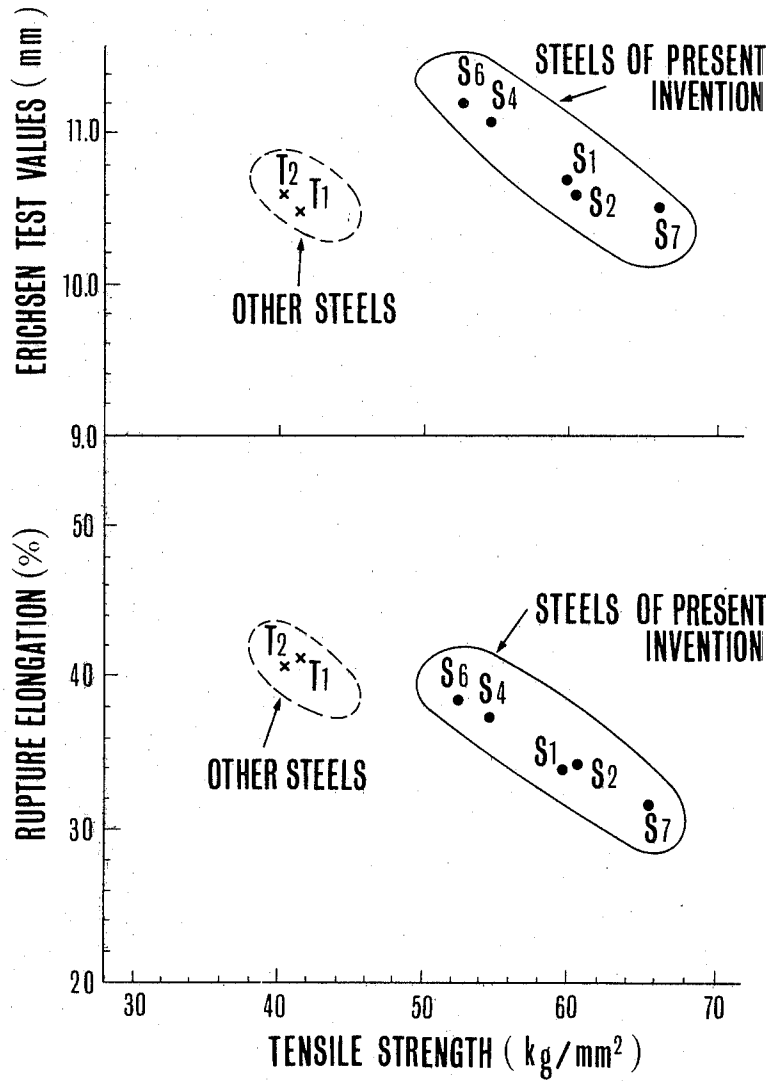 ERICHSEN TEST VALUES ( mm )
11.0
10.0
9.0
STEELS OF PRESENT
INVENTION
S6
S4
S1
S2
S7
T2
T1
OTHER STEELS
RUPTURE ELONGATION (%)
50
40
30
20
STEELS OF PRESENT
INVENTION
T2
T1
OTHER STEELS
S6
S4
S1
S2
S7
30 40 50 60 70
TENSILE STRENGTH ( kg/mm² )